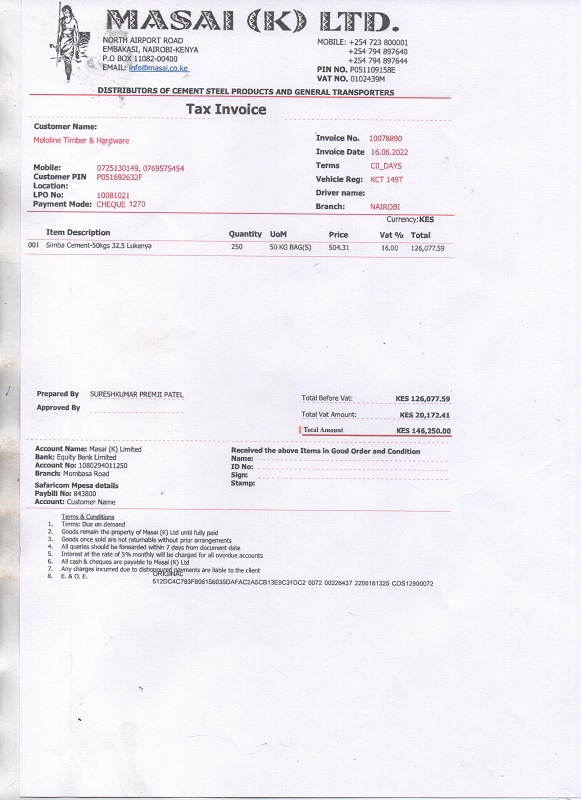 MASAI (K) LTD.
NORTH AIRPORT ROAD
EMBAKASI, NAIROBI-KENYA
P.O BOX 11082-00400
EMAIL: info@masai.co.ke
MOBILE: +254 723 800001
+254 794 897640
+254 794 897644
PIN NO. P051109158E
VAT NO. 0102439M
DISTRIBUTORS OF CEMENT STEEL PRODUCTS AND GENERAL TRANSPORTERS
Tax Invoice
Customer Name:
Mololine Timber & Hardware
Mobile: 0725130149, 0769575454
Customer PIN P051692632F
Location:
LPO No: 10081021
Payment Mode: CHEQUE 1270
Invoice No. 10078890
Invoice Date 16.06.2022
Terms C0_DAYS
Vehicle Reg: KCT 149T
Driver name:
Branch: NAIROBI
Currency:KES
Item Description Quantity UoM Price Vat % Total
001 Simba Cement-50kgs 32.5 Lukenya 250 50 KG BAG(S) 504.31 16.00 126,077.59
Prepared By SURESHKUMAR PREMJI PATEL
Approved By
Total Before Vat: KES 126,077.59
Total Vat Amount: KES 20,172.41
Total Amount KES 146,250.00
Account Name: Masai (K) Limited
Bank: Equity Bank Limited
Account No: 1080294011250
Branch: Mombasa Road
Safaricom Mpesa details
Paybill No: 843800
Account: Customer Name
Received the above Items in Good Order and Condition
Name:
ID No:
Sign:
Stamp:
Terms & Conditions
1. Terms: Due on demand
2. Goods remain the property of Masai (K) Ltd until fully paid
3. Goods once sold are not returnable without prior arrangements
4. All queries should be forwarded within 7 days from document date
5. Interest at the rate of 5% monthly will be charged for all overdue accounts
6. All cash & cheques are payable to Masai (K) Ltd
7. Any charges incurred due to dishonoured payments are liable to the client
8. E. & O. E.
ORIGINAL
512DC4C783F806156035DAFAC2A5CB13E9C31DC2 0072 00226437 2206161325 COS12900072